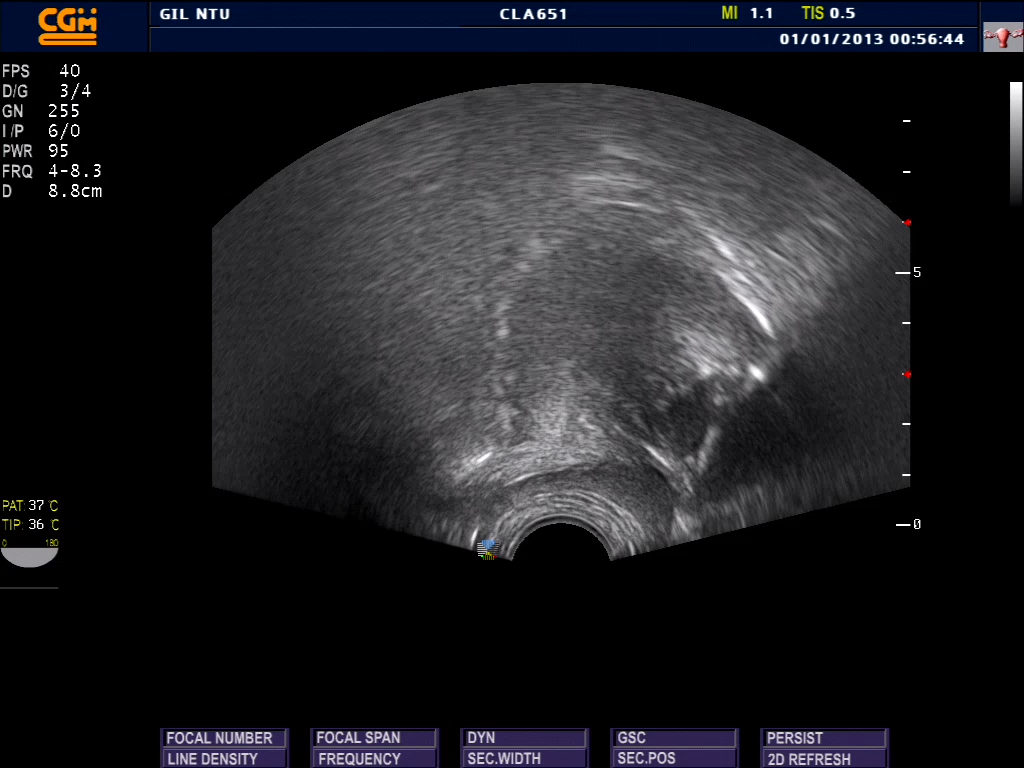 CGM
GIL NTU CLA651 MI 1.1 TIS 0.5
01/01/2013 00:56:44
FPS 40
D/G 3/4
GN 255
I/P 6/0
PWR 95
FRQ 4-8.3
D 8.8cm
5
PAT: 37 °C
TIP: 36 °C
0 180
0
FOCAL NUMBER FOCAL SPAN DYN GSC PERSIST
LINE DENSITY FREQUENCY SEC.WIDTH SEC.POS 2D REFRESH